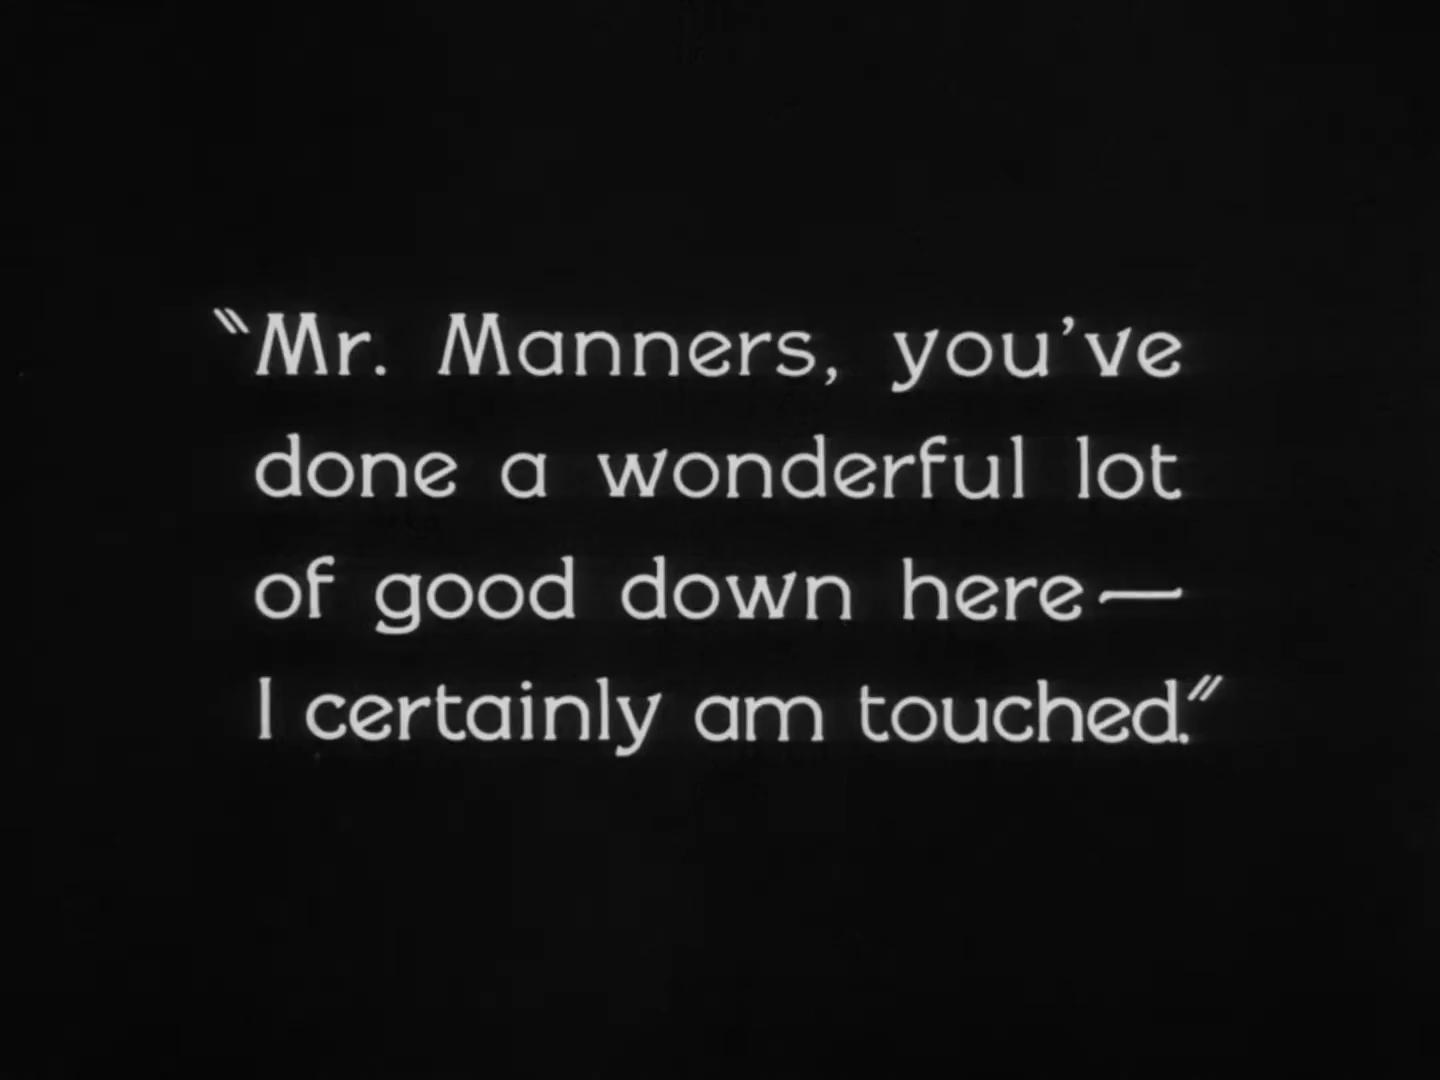 "Mr. Manners, you've
done a wonderful lot
of good down here—
I certainly am touched."